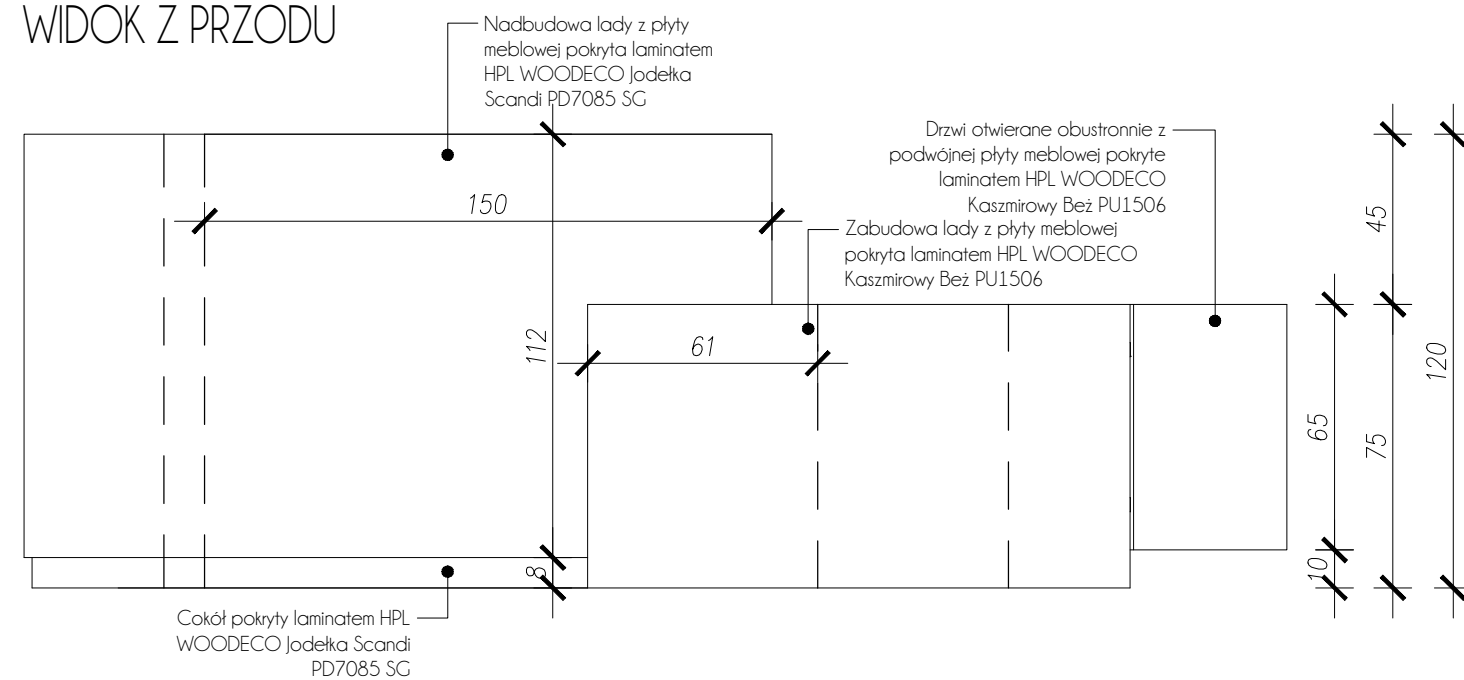 WIDOK Z PRZODU
Nadbudowa lady z płyty
meblowej pokryta laminatem
HPL WOODECO Jodełka
Scandi PD7085 SG
Drzwi otwierane obustronnie z
podwójnej płyty meblowej pokryte
laminatem HPL WOODECO
Kaszmirowy Beż PU1506
150
45
Zabudowa lady z płyty meblowej
pokryta laminatem HPL WOODECO
Kaszmirowy Beż PU1506
112
61
120
65
75
8
10
Cokół pokryty laminatem HPL
WOODECO Jodełka Scandi
PD7085 SG